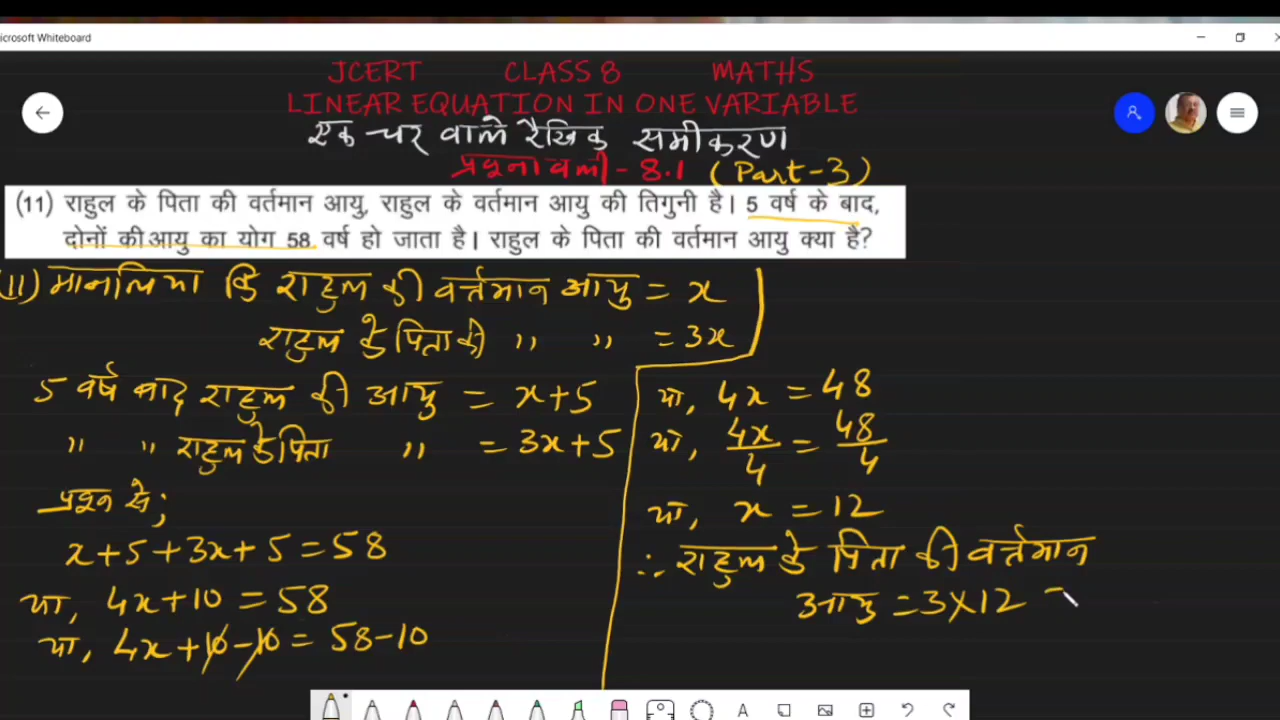 icrosoft Whiteboard
JCERT CLASS 8 MATHS
LINEAR EQUATION IN ONE VARIABLE
एक चर वाले रैखिक समीकरण
प्रश्नावली - 8.1 (Part-3)
(11) राहुल के पिता की वर्तमान आयु, राहुल के वर्तमान आयु की तिगुनी है। 5 वर्ष के बाद,
दोनों की आयु का योग 58 वर्ष हो जाता है। राहुल के पिता की वर्तमान आयु क्या है?
11) मानलिया कि राहुल की वर्त्तमान आयु = x
राहुल के पिता की " " = 3x
5 वर्ष बाद राहुल की आयु = x+5
" " राहुल के पिता " = 3x+5
प्रश्न से;
x+5+3x+5=58
या, 4x+10 = 58
या, 4x+10-10 = 58-10
या, 4x = 48
या, 4x/4 = 48/4
या, x = 12
∴ राहुल के पिता की वर्त्तमान
आयु = 3×12
A